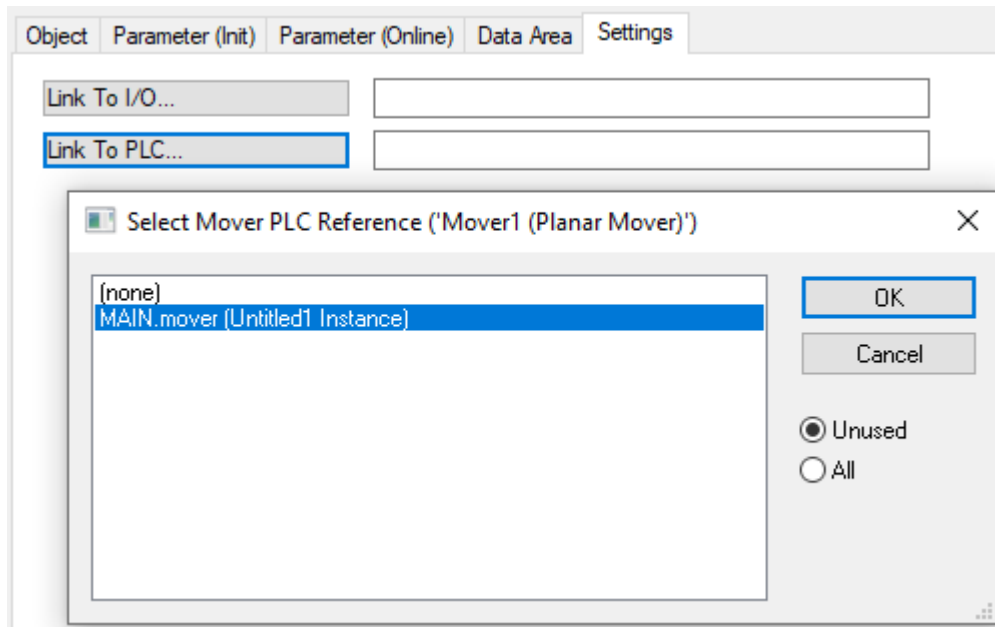 Object Parameter (Init) Parameter (Online) Data Area Settings
Link To I/O...
Link To PLC...
Select Mover PLC Reference ('Mover1 (Planar Mover)')
(none)
MAIN.mover (Untitled1 Instance)
OK
Cancel
Unused
All